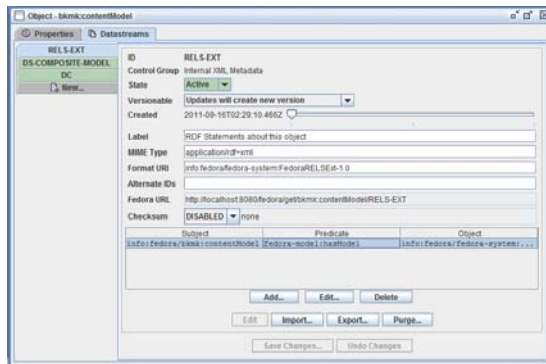 Object - bkmk:contentModel
Properties
Datastreams
RELS-EXT
DS-COMPOSITE-MODEL
DC
New...
ID RELS-EXT
Control Group Internal XML Metadata
State Active
Versionable Updates will create new version
Created 2011-09-16T02:29:10.466Z
Label RDF Statements about this object
MIME Type application/rdf+xml
Format URI info:fedora/fedora-system:FedoraRELSExt-1.0
Alternate IDs
Fedora URL http://localhost:8080/fedora/get/bkmk:contentModel/RELS-EXT
Checksum DISABLED none
Subject Predicate Object
info:fedora/bkmk:contentModel fedora-model:hasModel info:fedora/fedora-system:...
Add... Edit... Delete
Edit Import... Export... Purge...
Save Changes... Undo Changes